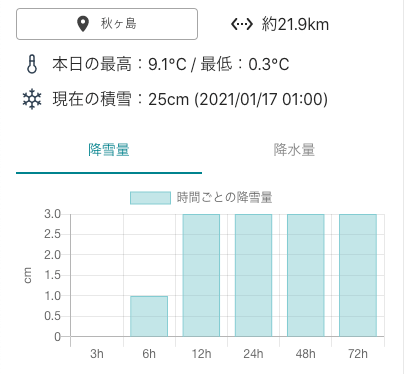 秋ヶ島
約21.9km
本日の最高：9.1°C / 最低：0.3°C
現在の積雪：25cm (2021/01/17 01:00)
降雪量
降水量
時間ごとの降雪量
3.0
2.5
2.0
1.5
1.0
0.5
0
cm
3h
6h
12h
24h
48h
72h